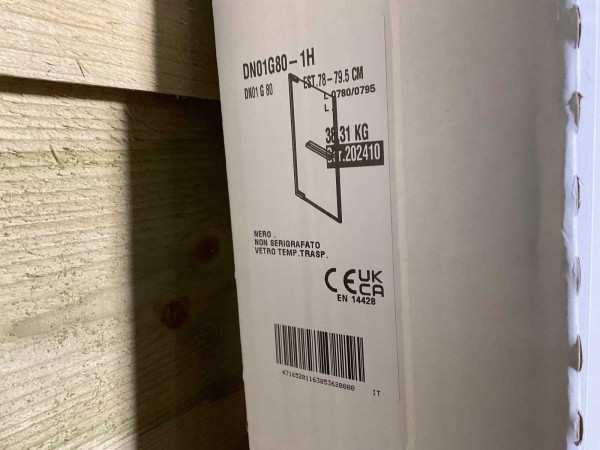 DN01G80-1H
DN01 G 80
EST.78 - 79.5 CM
L 0780/0795
L
38.31 KG
202410
NERO .
NON SERIGRAFATO
VETRO TEMP.TRASP.
CE UK CA
EN 14428
IT